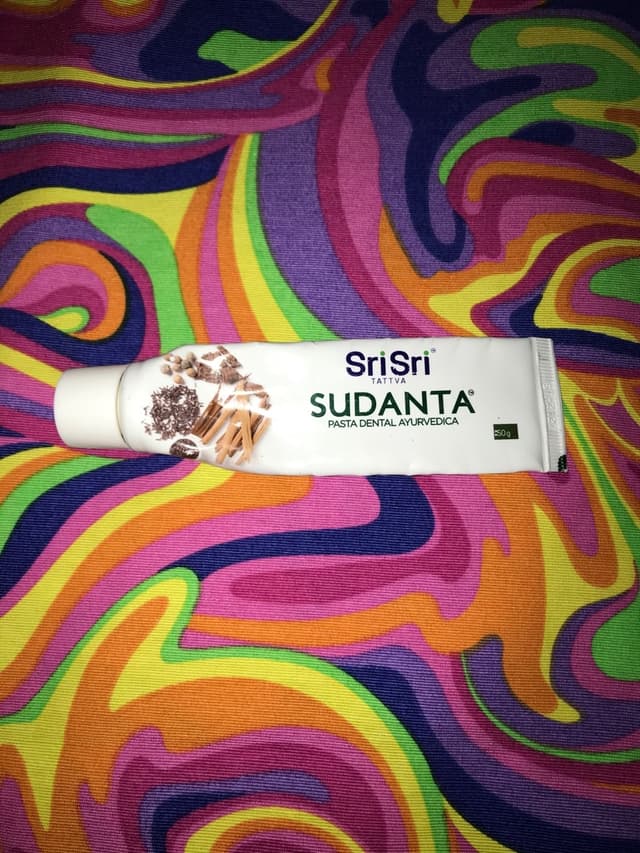 SriSri
TATTVA
SUDANTA
PASTA DENTAL AYURVEDICA
50g